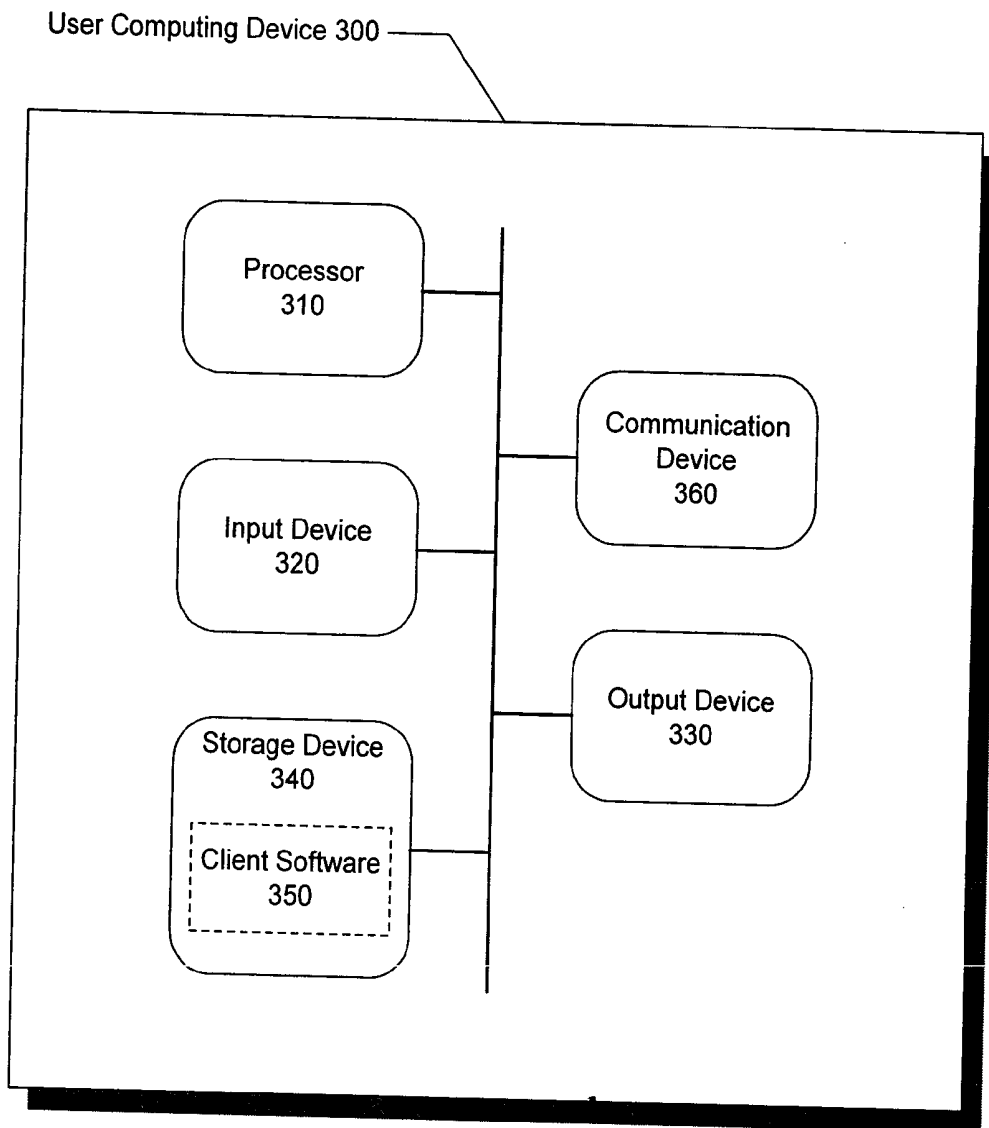 User Computing Device 300
Processor
310
Communication
Device
360
Input Device
320
Output Device
330
Storage Device
340
Client Software
350